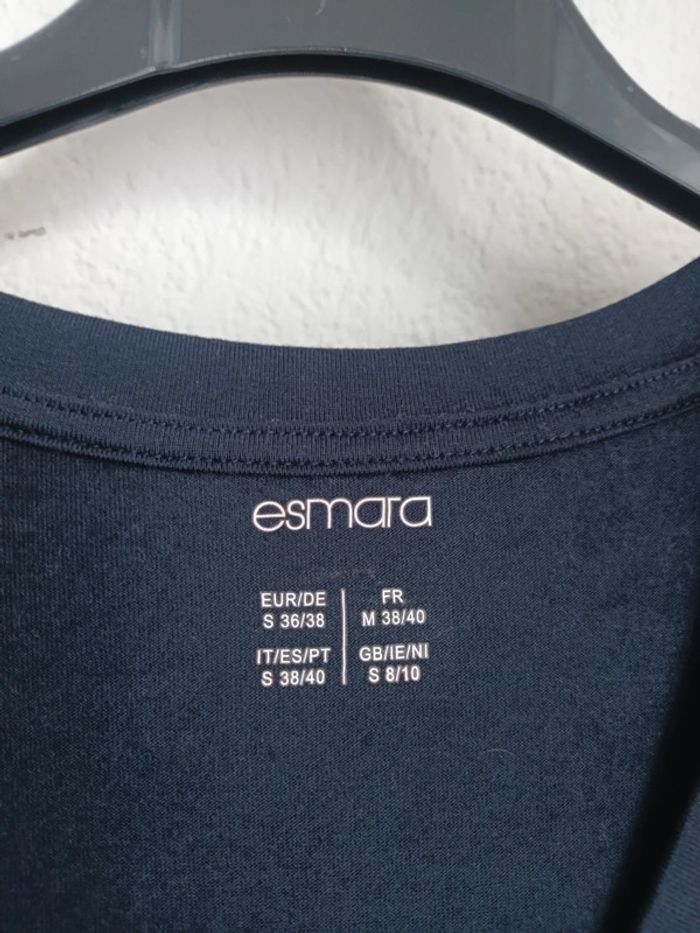 esmara
EUR/DE
S 36/38
FR
M 38/40
IT/ES/PT
S 38/40
GB/IE/NI
S 8/10